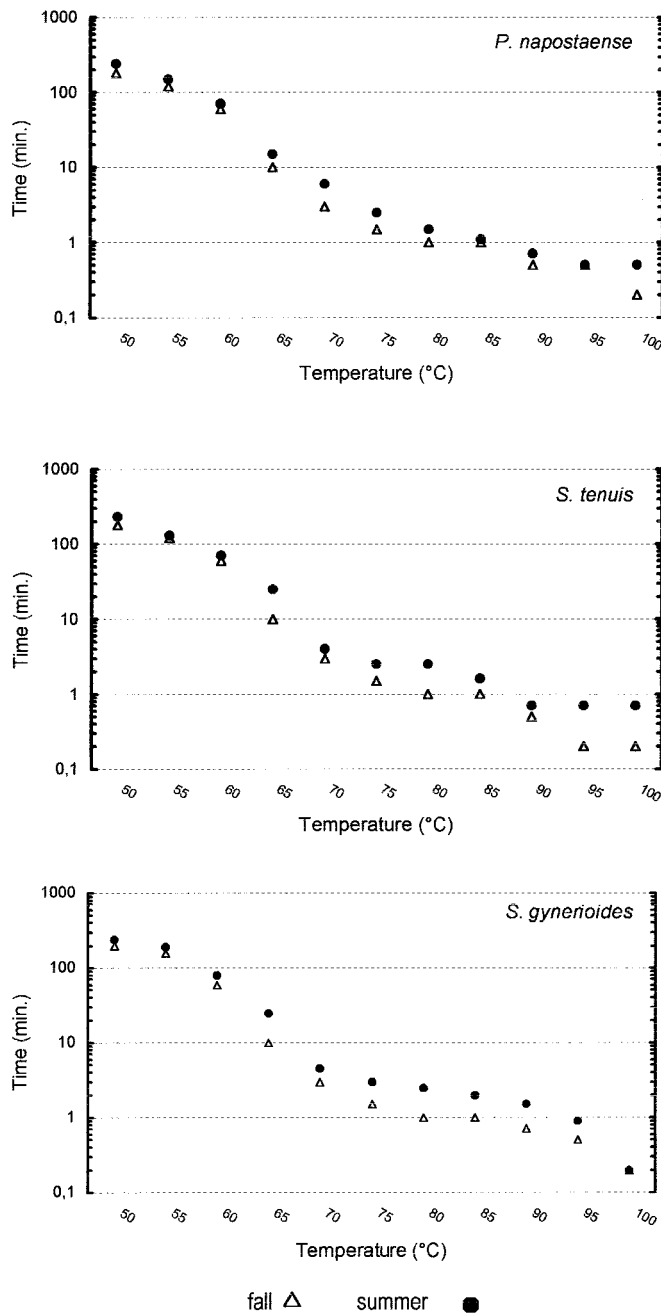 P. napostaense
1000
100
10
1
0,1
Time (min.)
50 55 60 65 70 75 80 85 90 95 100
Temperature (°C)
S. tenuis
1000
100
10
1
0,1
Time (min.)
50 55 60 65 70 75 80 85 90 95 100
Temperature (°C)
S. gynerioides
1000
100
10
1
0,1
Time (min.)
50 55 60 65 70 75 80 85 90 95 100
Temperature (°C)
fall summer